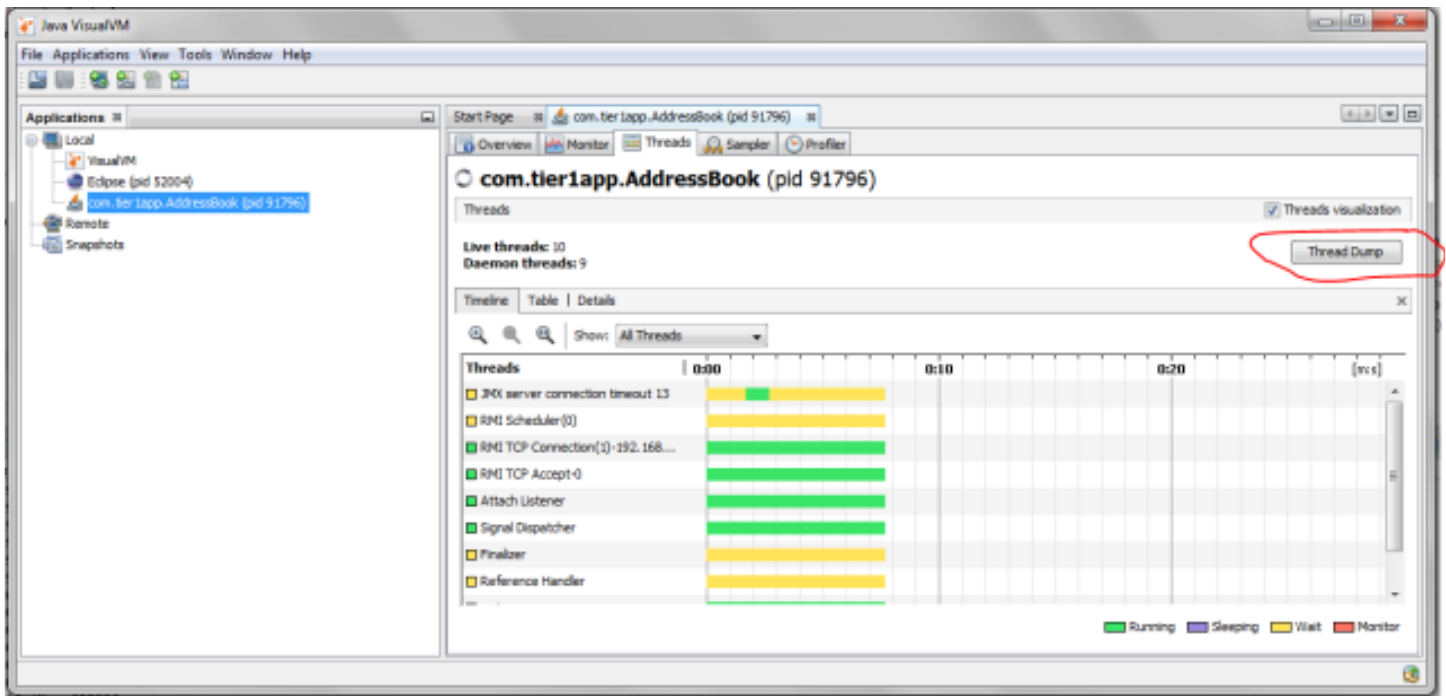 Java VisualVM
File Applications View Tools Window Help
Applications
Start Page com.tier1app.AddressBook (pid 91796)
Local
VisualVM
Eclipse (pid 52004)
com.tier1app.AddressBook (pid 91796)
Remote
Snapshots
Overview Monitor Threads Sampler Profiler
com.tier1app.AddressBook (pid 91796)
Threads Threads visualization
Live threads: 10
Daemon threads: 9
Thread Dump
Timeline Table Details
Show: All Threads
Threads 0:00 0:10 0:20 [m:s]
JMX server connection timeout 13
RMI Scheduler(0)
RMI TCP Connection(1)-192.168....
RMI TCP Accept-0
Attach Listener
Signal Dispatcher
Finalizer
Reference Handler
Running Sleeping Wait Monitor